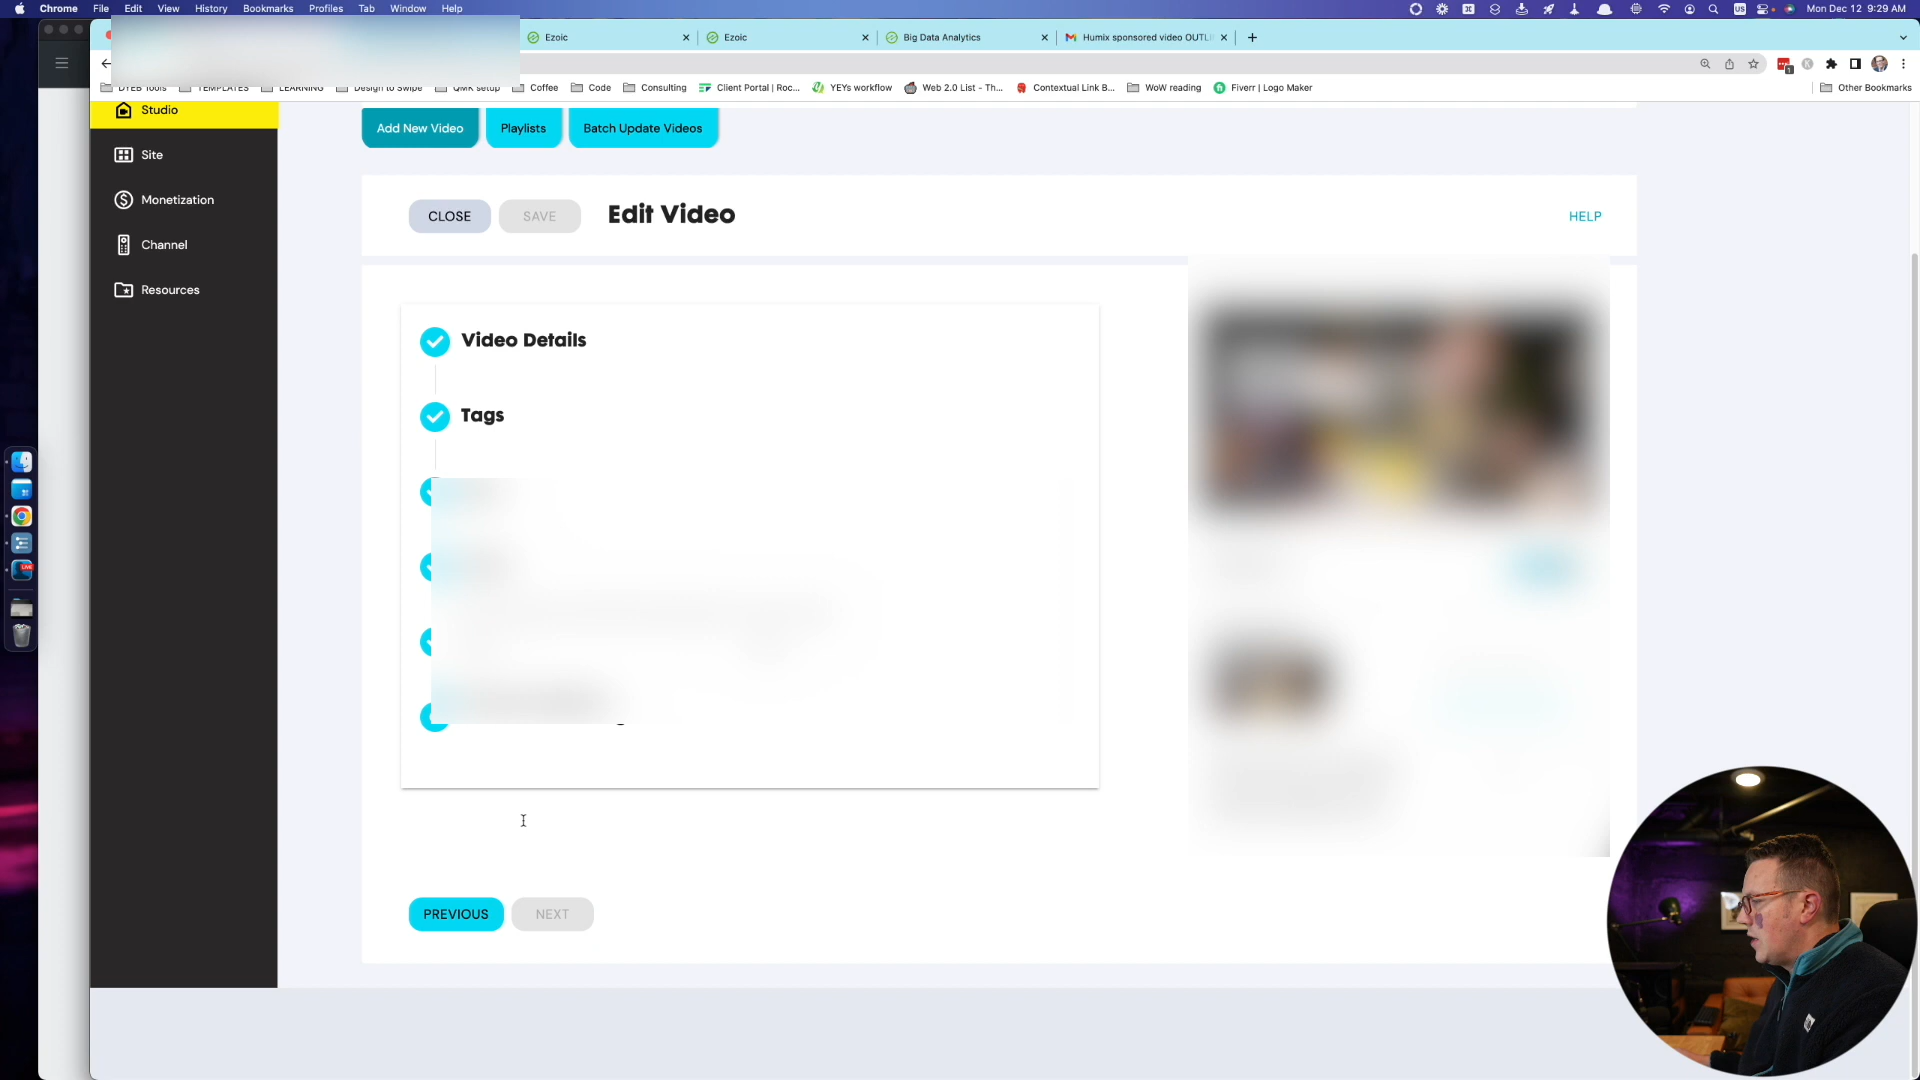 Chrome File Edit View History Bookmarks Profiles Tab Window Help
US Mon Dec 12 9:29 AM
Ezoic Ezoic Big Data Analytics Humix sponsored video OUTLI
DYEB Tools TEMPLATES LEARNING Design to Swipe QMK setup Coffee Code Consulting Client Portal | Roc... YEYs workflow Web 2.0 List - Th... Contextual Link B... WoW reading Fiverr | Logo Maker Other Bookmarks
Studio
Site
Monetization
Channel
Resources
Add New Video Playlists Batch Update Videos
CLOSE SAVE Edit Video HELP
Video Details
Tags
PREVIOUS NEXT
LIVE